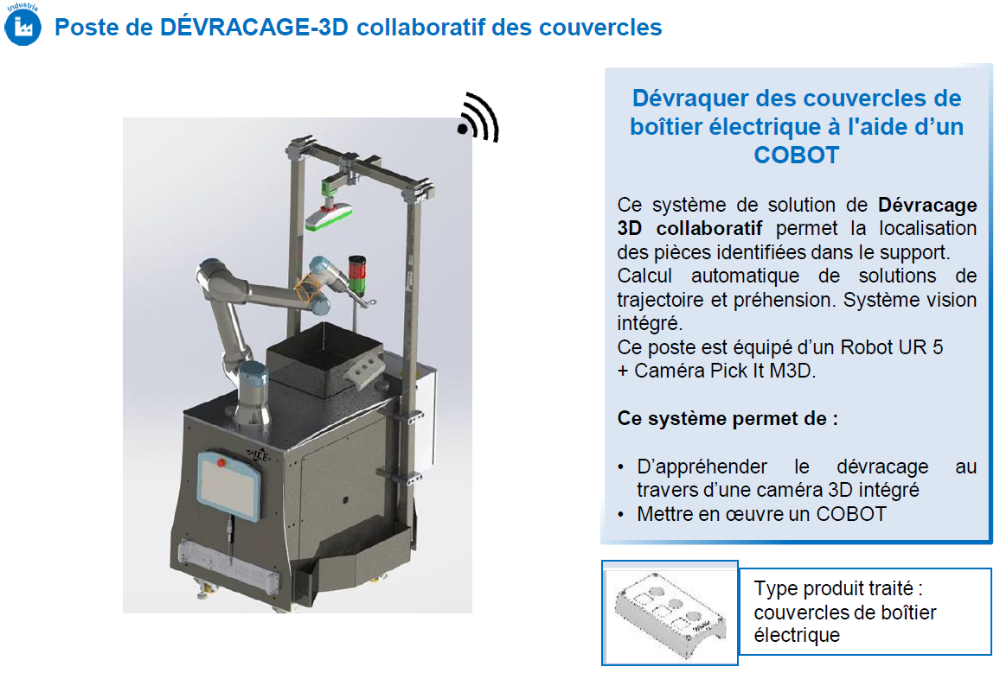 Industrie
Poste de DÉVRACAGE-3D collaboratif des couvercles
Dévraquer des couvercles de
boîtier électrique à l'aide d’un
COBOT
Ce système de solution de Dévracage
3D collaboratif permet la localisation
des pièces identifiées dans le support.
Calcul automatique de solutions de
trajectoire et préhension. Système vision
intégré.
Ce poste est équipé d’un Robot UR 5
+ Caméra Pick It M3D.
Ce système permet de :
• D’appréhender le dévracage au
travers d’une caméra 3D intégré
• Mettre en œuvre un COBOT
Type produit traité :
couvercles de boîtier
électrique